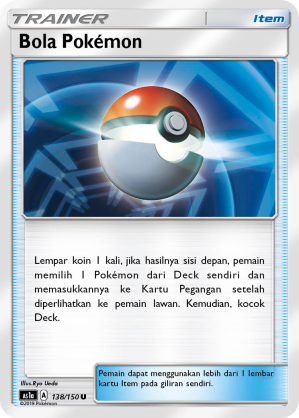 TRAINER
Item
Bola Pokémon
Lempar koin 1 kali, jika hasilnya sisi depan, pemain
memilih 1 Pokémon dari Deck sendiri dan
memasukkannya ke Kartu Pegangan setelah
diperlihatkan ke pemain lawan. Kemudian, kocok
Deck.
Illus.Ryo Ueda
Pemain dapat menggunakan lebih dari 1 lembar
kartu Item pada giliran sendiri.
AS1a A 138/150 U
©2019 Pokémon